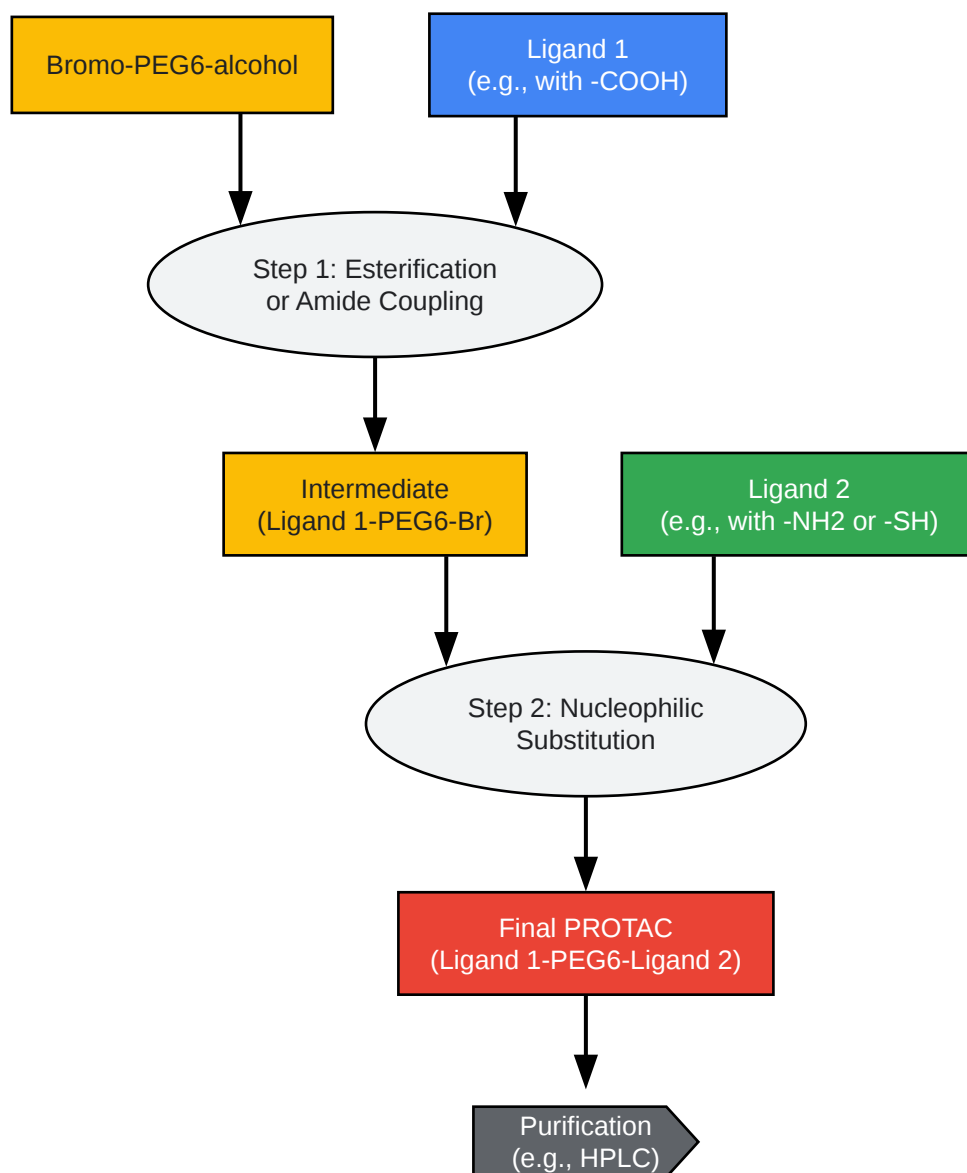 Bromo-PEG6-alcohol
Ligand 1
(e.g., with -COOH)
Step 1: Esterification
or Amide Coupling
Intermediate
(Ligand 1-PEG6-Br)
Ligand 2
(e.g., with -NH2 or -SH)
Step 2: Nucleophilic
Substitution
Final PROTAC
(Ligand 1-PEG6-Ligand 2)
Purification
(e.g., HPLC)